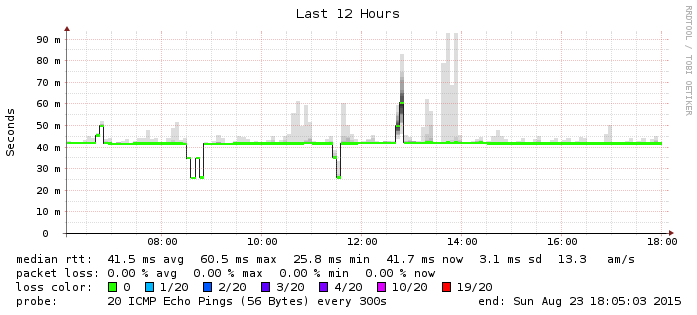 Last 12 Hours
RRDTOOL / TOBI OETIKER
Seconds
90 m
80 m
70 m
60 m
50 m
40 m
30 m
20 m
10 m
0
08:00 10:00 12:00 14:00 16:00 18:00
median rtt: 41.5 ms avg 60.5 ms max 25.8 ms min 41.7 ms now 3.1 ms sd 13.3 am/s
packet loss: 0.00 % avg 0.00 % max 0.00 % min 0.00 % now
loss color: 0 1/20 2/20 3/20 4/20 10/20 19/20
probe: 20 ICMP Echo Pings (56 Bytes) every 300s end: Sun Aug 23 18:05:03 2015